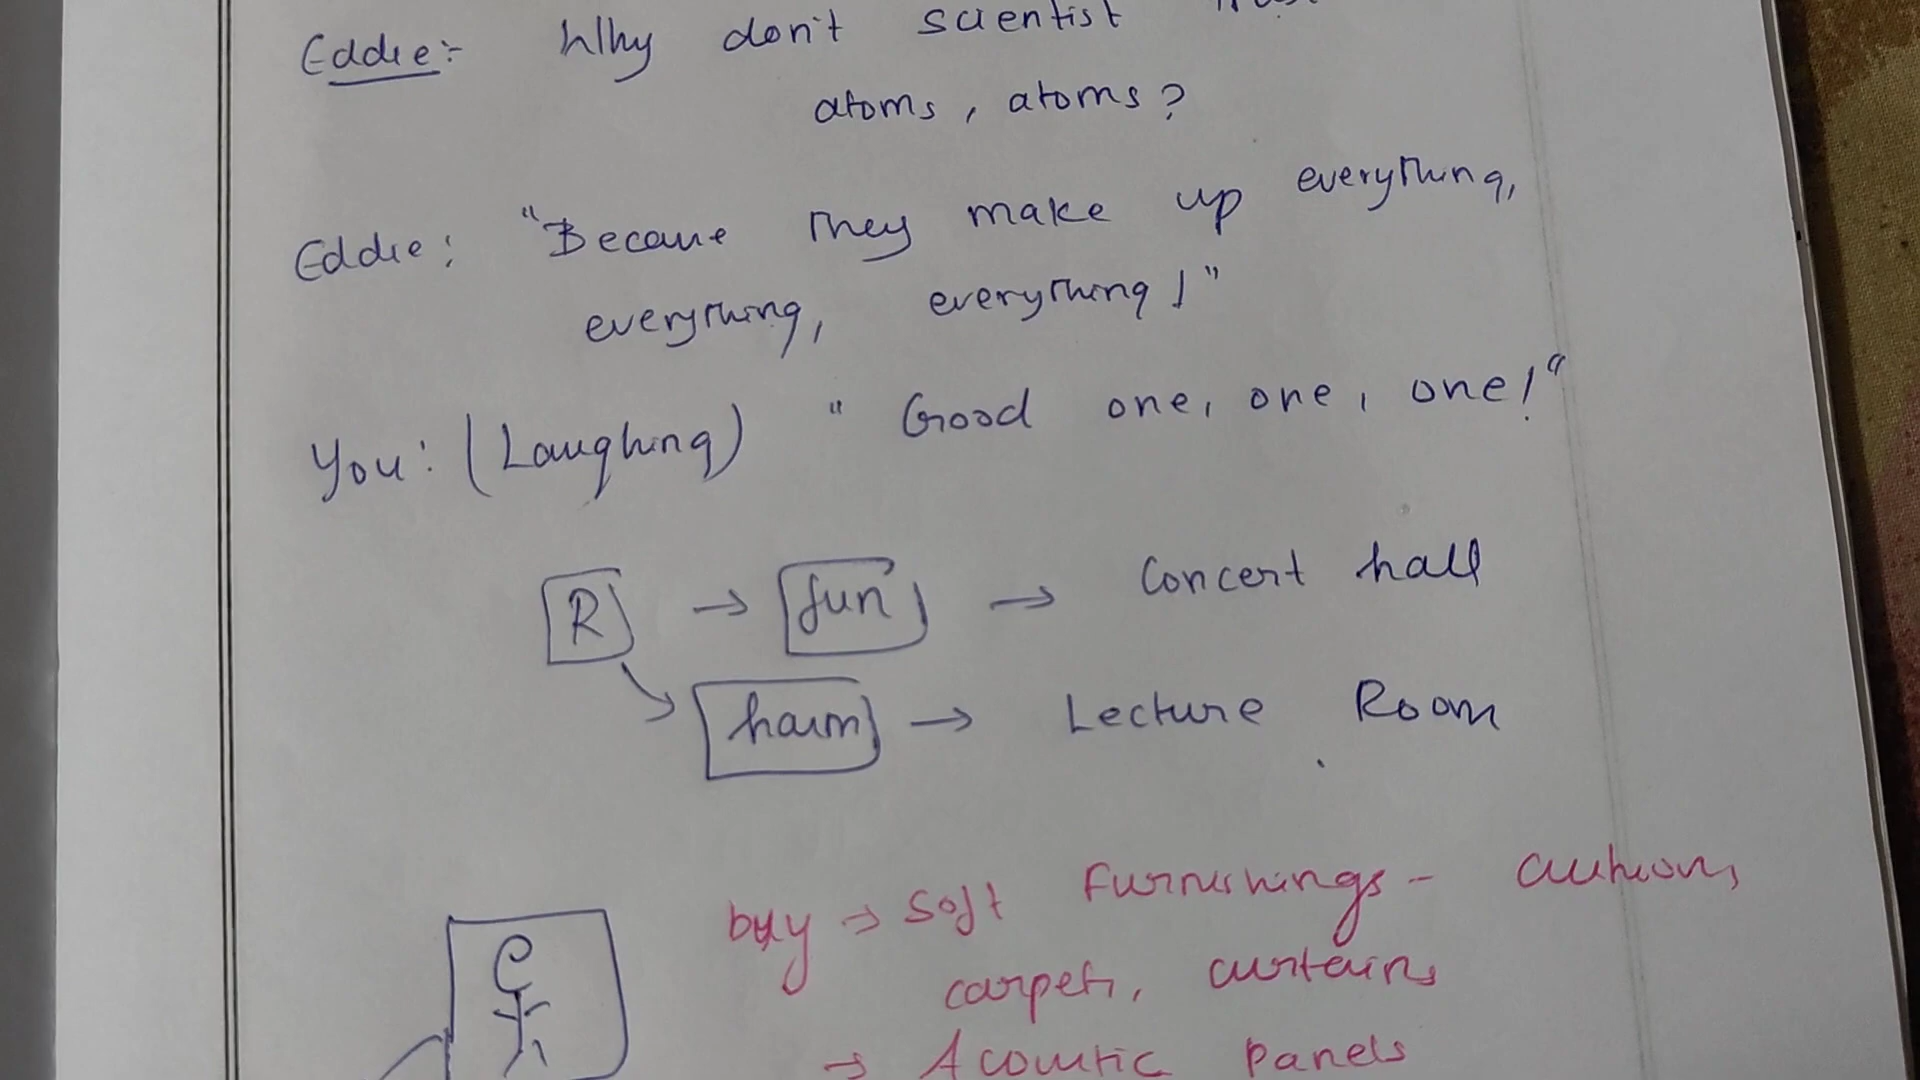 Eddie:- Why don't scientist
atoms, atoms?
Eddie: "Because they make up everything,
everything, everything!"
You: (Laughing) "Good one, one, one!"
R → fun → Concert hall
harm → Lecture Room
buy → soft furnishings - cushions,
carpets, curtains
→ Acoustic panels